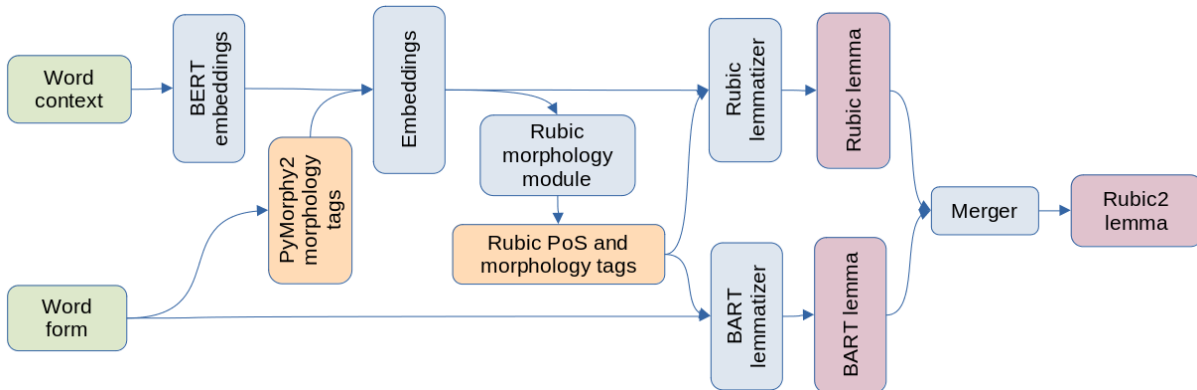 Word
context
BERT
embeddings
PyMorphy2
morphology
tags
Embeddings
Rubic
morphology
module
Rubic PoS and
morphology tags
Rubic
lemmatizer
Rubic lemma
Word
form
BART
lemmatizer
BART lemma
Merger
Rubic2
lemma